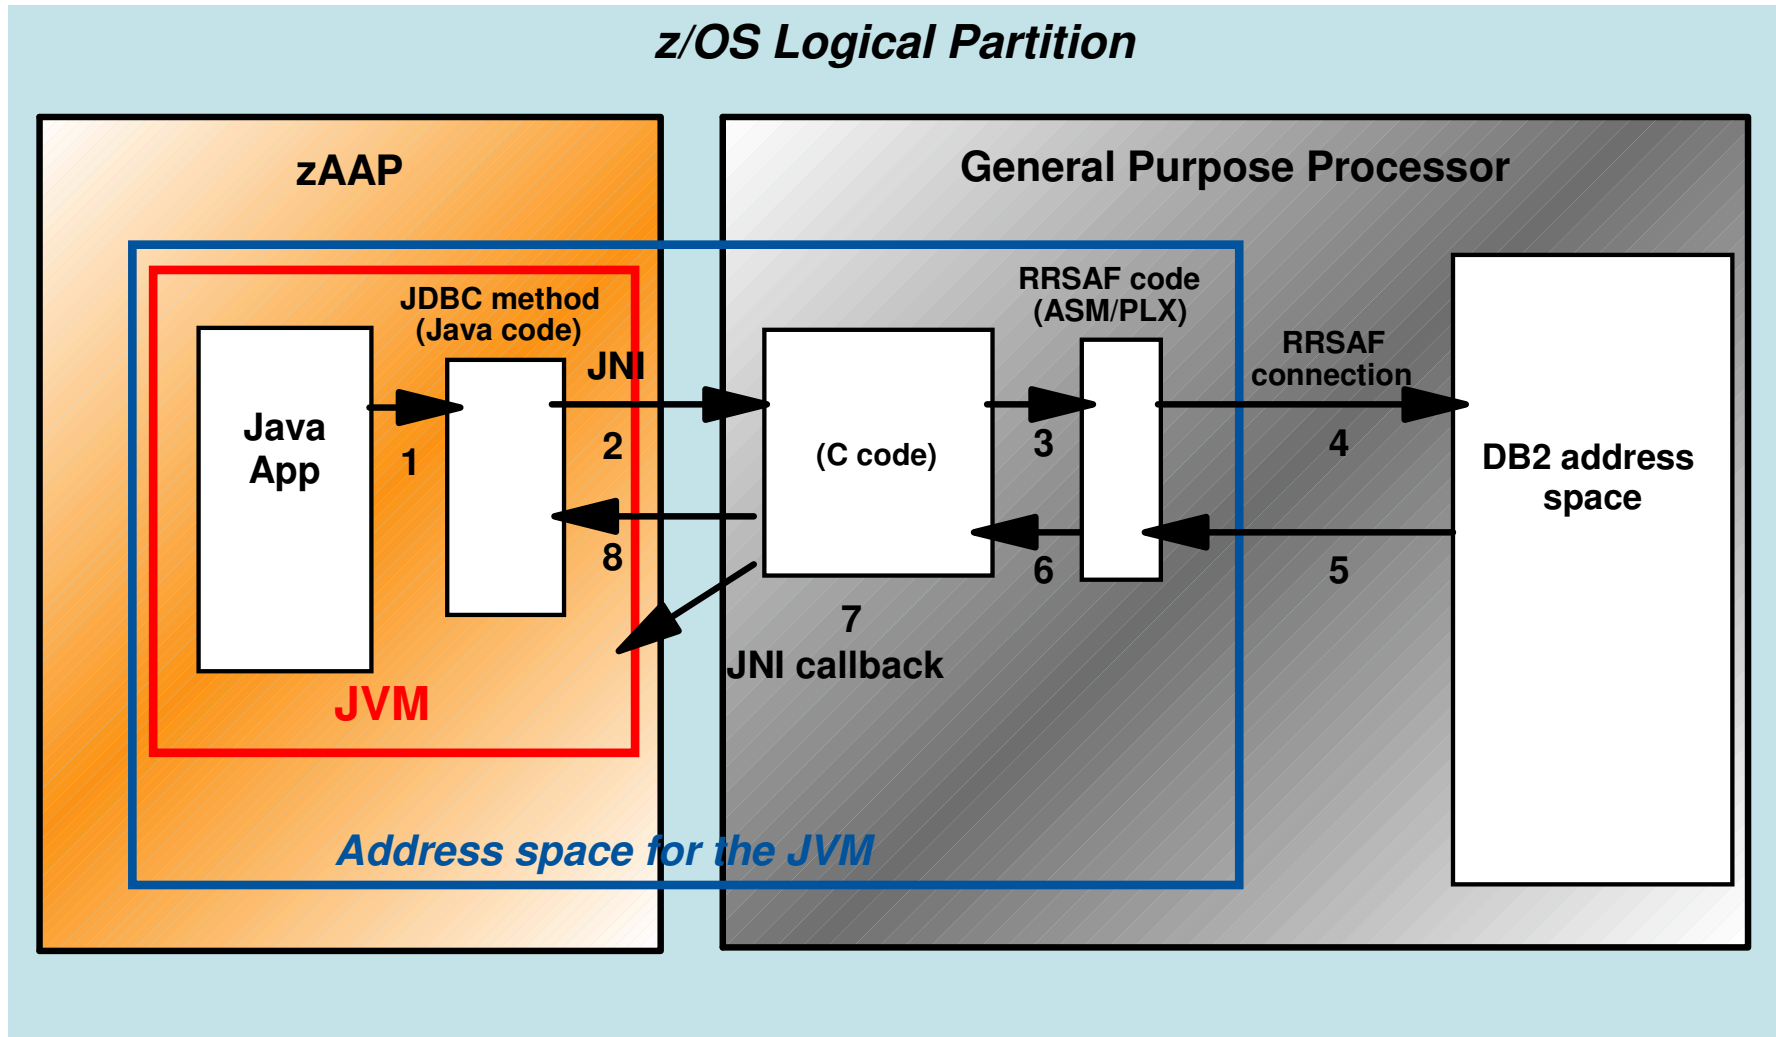 z/OS Logical Partition
zAAP
General Purpose Processor
JDBC method
(Java code)
JNI
RRSAF code
(ASM/PLX)
RRSAF
connection
Java
App
1
2
(C code)
3
4
DB2 address
space
8
6
5
7
JNI callback
JVM
Address space for the JVM